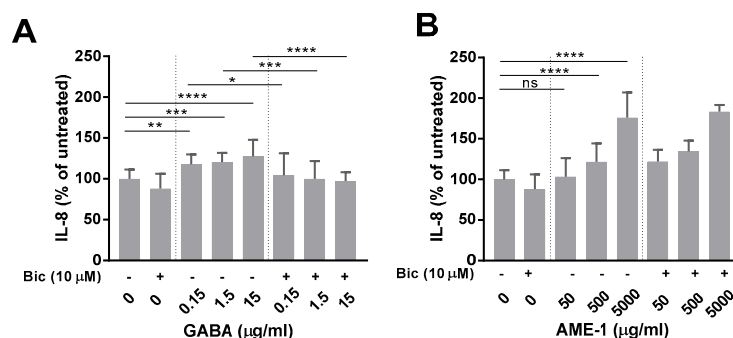 A
IL-8 (% of untreated)
250
200
150
100
50
0
****
***
*
****
***
**
Bic (10 μM) - + - - - + + +
0 0 0.15 1.5 15 0.15 1.5 15
GABA (μg/ml)
B
IL-8 (% of untreated)
250
200
150
100
50
0
****
****
ns
Bic (10 μM) - + - - - + + +
0 0 50 500 5000 50 500 5000
AME-1 (μg/ml)